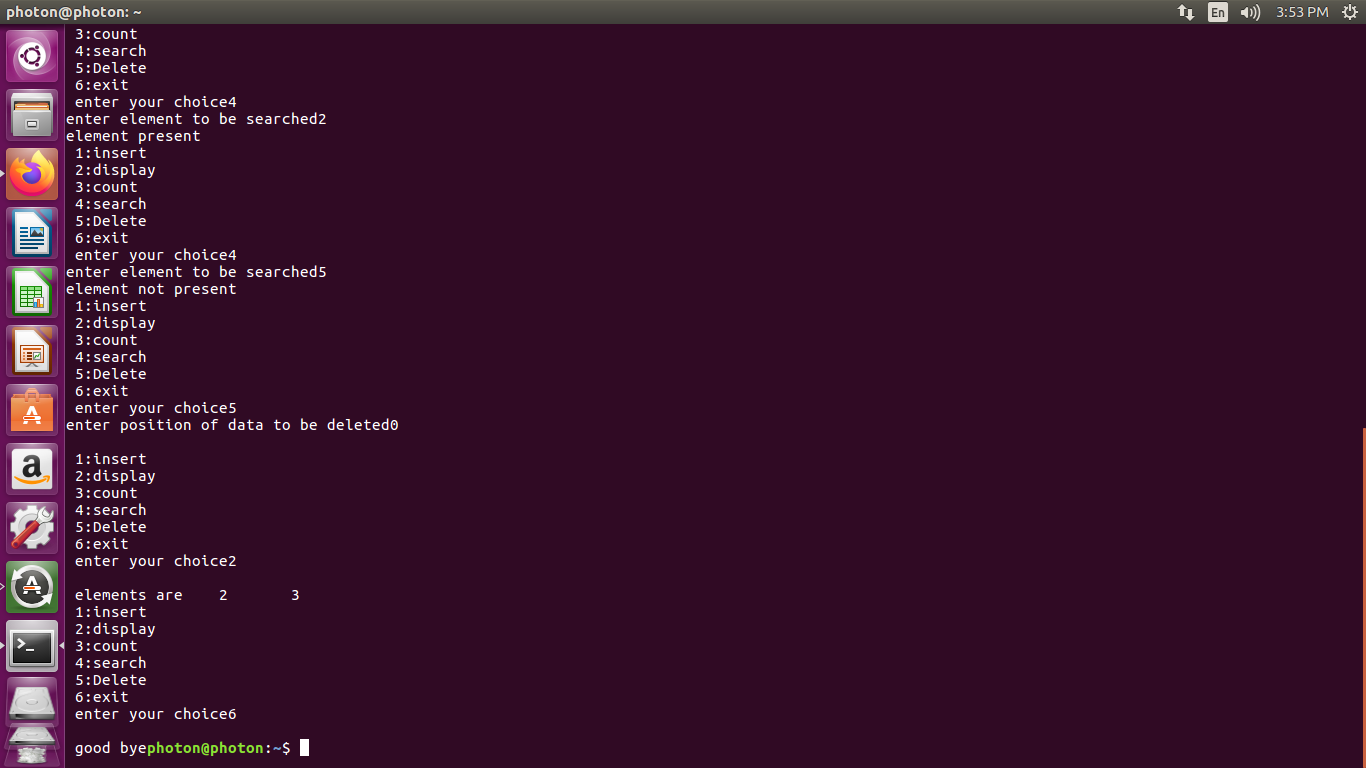 photon@photon: ~
En
3:53 PM
3:count
4:search
5:Delete
6:exit
enter your choice4
enter element to be searched2
element present
1:insert
2:display
3:count
4:search
5:Delete
6:exit
enter your choice4
enter element to be searched5
element not present
1:insert
2:display
3:count
4:search
5:Delete
6:exit
enter your choice5
enter position of data to be deleted0
1:insert
2:display
3:count
4:search
5:Delete
6:exit
enter your choice2
elements are    2       3
1:insert
2:display
3:count
4:search
5:Delete
6:exit
enter your choice6
good byephoton@photon:~$